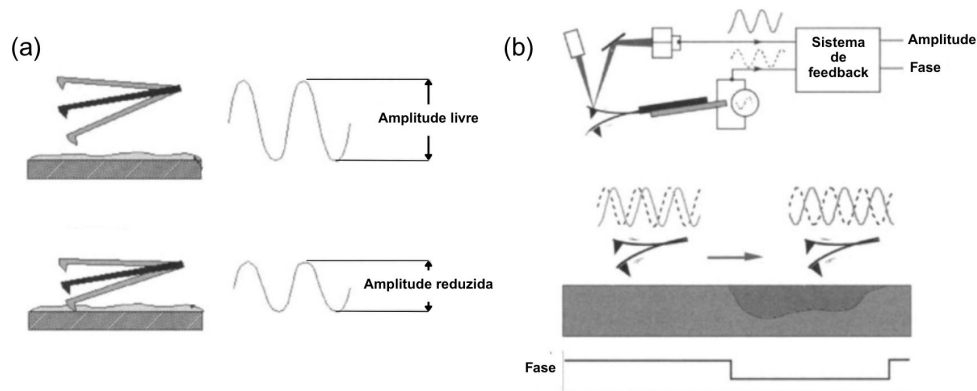 (a)
Amplitude livre
Amplitude reduzida
(b)
Sistema
de
feedback
Amplitude
Fase
Fase